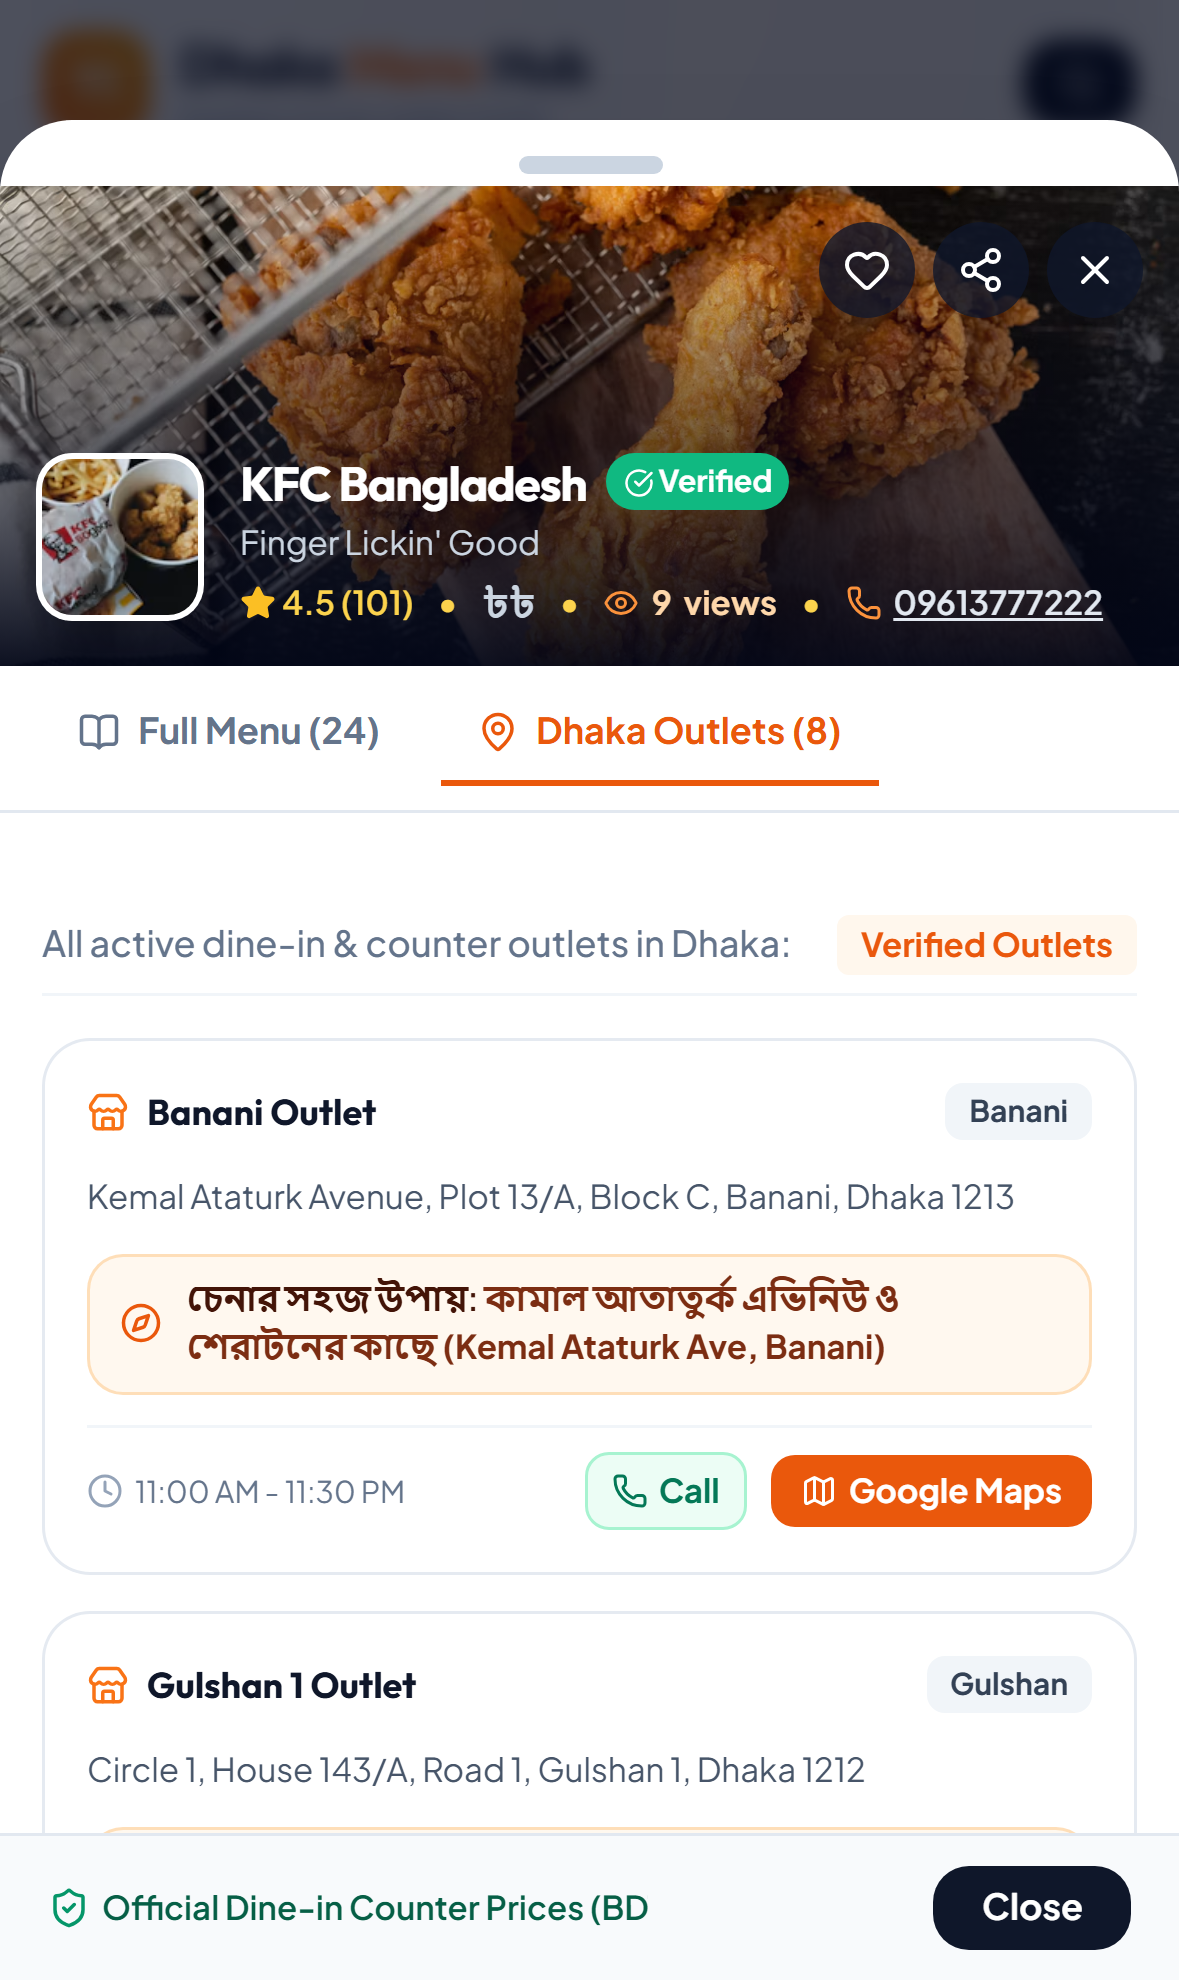 Dhaka Menu Hub
KFC Bangladesh Verified
Finger Lickin' Good
4.5 (101) • ৳৳ • 9 views • 09613777222
Full Menu (24) Dhaka Outlets (8)
All active dine-in & counter outlets in Dhaka: Verified Outlets
Banani Outlet Banani
Kemal Ataturk Avenue, Plot 13/A, Block C, Banani, Dhaka 1213
চেনার সহজ উপায়: কামাল আতাতুর্ক এভিনিউ ও
শেরাটনের কাছে (Kemal Ataturk Ave, Banani)
11:00 AM - 11:30 PM Call Google Maps
Gulshan 1 Outlet Gulshan
Circle 1, House 143/A, Road 1, Gulshan 1, Dhaka 1212
Official Dine-in Counter Prices (BD Close